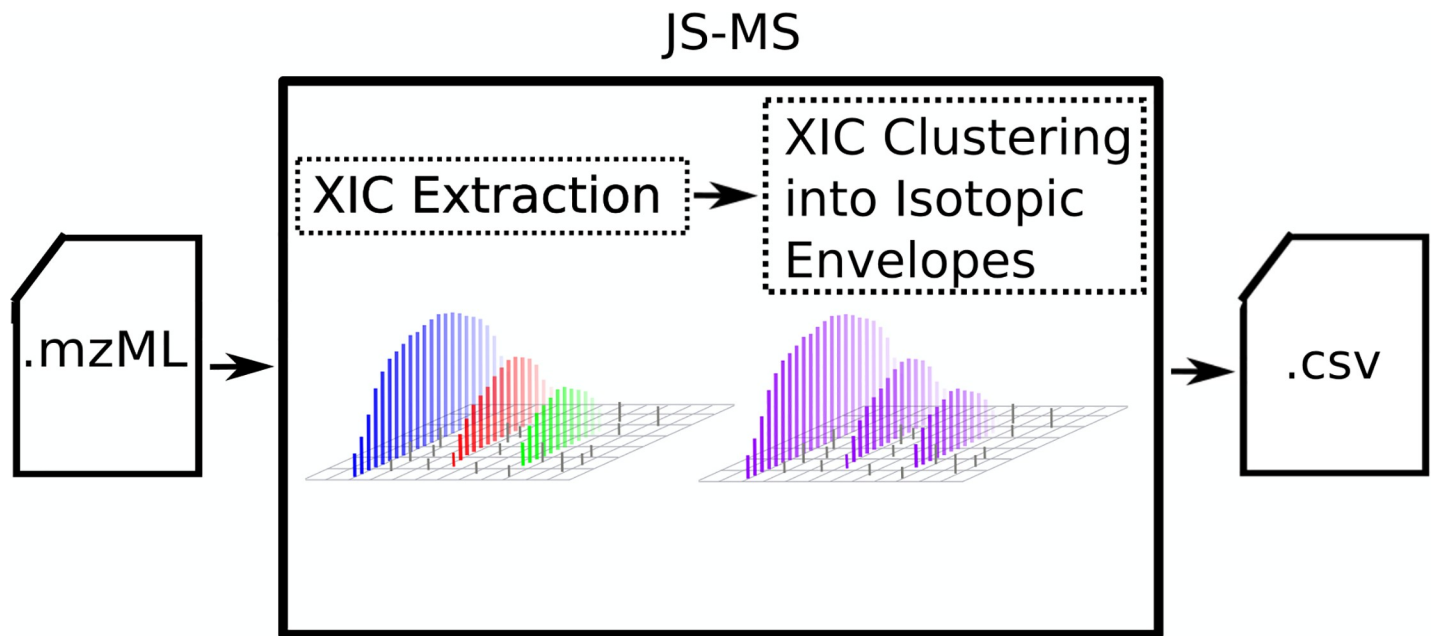 JS-MS
XIC Extraction
XIC Clustering
into Isotopic
Envelopes
.mzML
.csv